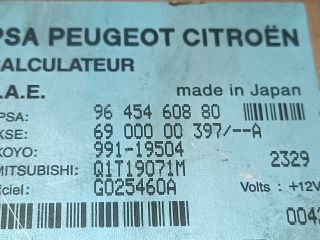 PSA PEUGEOT CITROËN
CALCULATEUR
.A.E. made in Japan
PSA: 96 454 608 80
KSE: 69 000 00 397/--A
KOYO: 991-19504
MITSUBISHI: Q1T19071M 2329
ciel: G025460A Volts : +12V